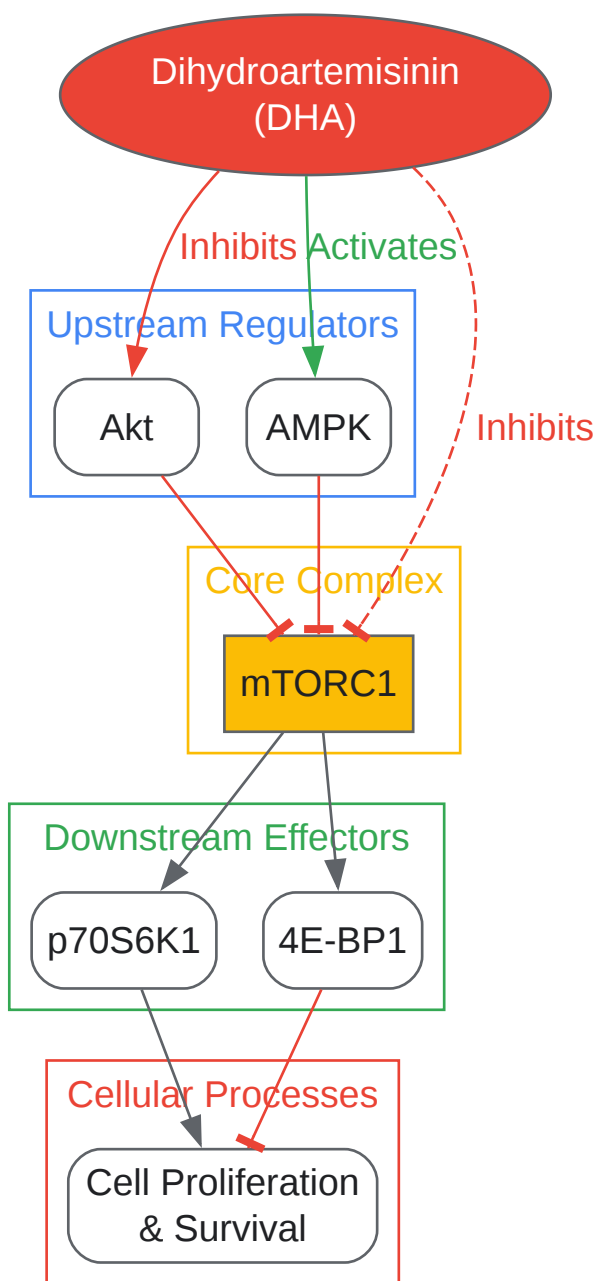 Dihydroartemisinin
(DHA)
Inhibits
Activates
Upstream Regulators
Akt
AMPK
Inhibits
Core Complex
mTORC1
Downstream Effectors
p70S6K1
4E-BP1
Cellular Processes
Cell Proliferation
& Survival